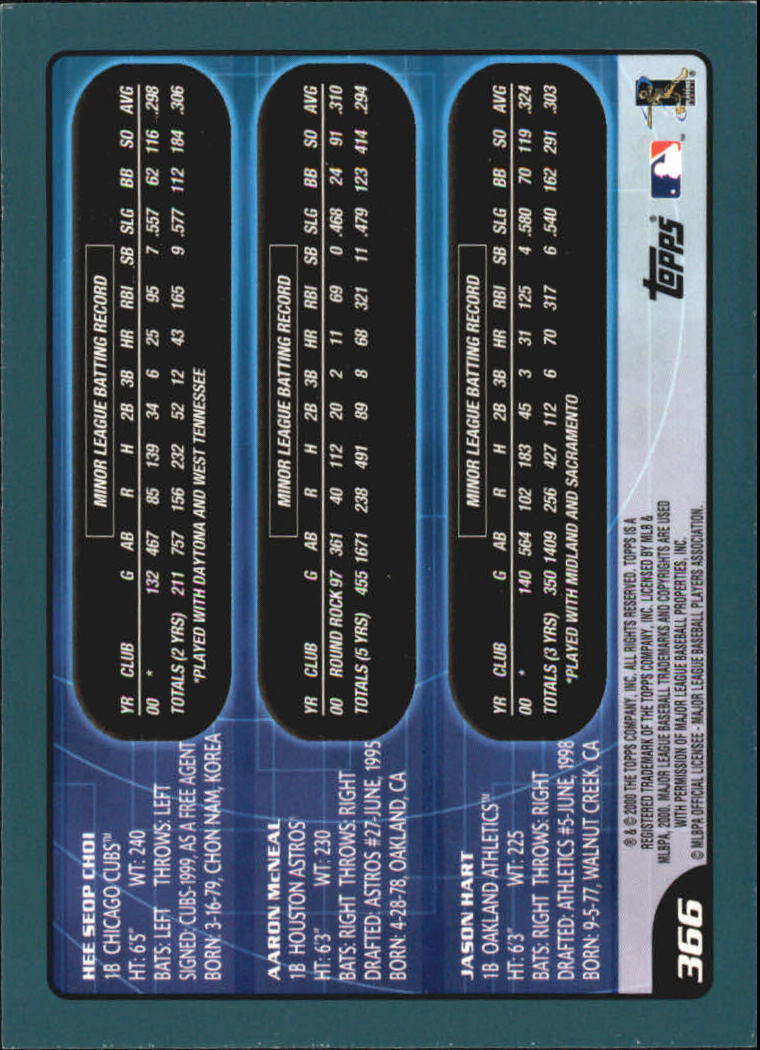 HEE SEOP CHOI
1B CHICAGO CUBS™
HT: 6'5" WT: 240
BATS: LEFT THROWS: LEFT
SIGNED: CUBS-1999, AS A FREE AGENT
BORN: 3-16-79, CHON NAM, KOREA
MINOR LEAGUE BATTING RECORD
YR CLUB G AB R H 2B 3B HR RBI SB SLG BB SO AVG
00 * 132 467 85 139 34 6 25 95 7 .557 62 116 .298
TOTALS (2 YRS) 211 757 156 232 52 12 43 165 9 .577 112 184 .306
*PLAYED WITH DAYTONA AND WEST TENNESSEE
AARON McNEAL
1B HOUSTON ASTROS™
HT: 6'3" WT: 230
BATS: RIGHT THROWS: RIGHT
DRAFTED: ASTROS #27-JUNE, 1995
BORN: 4-28-78, OAKLAND, CA
MINOR LEAGUE BATTING RECORD
YR CLUB G AB R H 2B 3B HR RBI SB SLG BB SO AVG
00 ROUND ROCK 97 361 40 112 20 2 11 69 0 .468 24 91 .310
TOTALS (5 YRS) 455 1671 238 491 89 8 68 321 11 .479 123 414 .294
JASON HART
1B OAKLAND ATHLETICS™
HT: 6'3" WT: 225
BATS: RIGHT THROWS: RIGHT
DRAFTED: ATHLETICS #5-JUNE, 1998
BORN: 9-5-77, WALNUT CREEK, CA
MINOR LEAGUE BATTING RECORD
YR CLUB G AB R H 2B 3B HR RBI SB SLG BB SO AVG
00 * 140 564 102 183 45 3 31 125 4 .580 70 119 .324
TOTALS (3 YRS) 350 1409 256 427 112 6 70 317 6 .540 162 291 .303
*PLAYED WITH MIDLAND AND SACRAMENTO
366
® & © 2000 THE TOPPS COMPANY, INC. ALL RIGHTS RESERVED. TOPPS IS A
REGISTERED TRADEMARK OF THE TOPPS COMPANY, INC. LICENSED BY MLB &
MLBPA, 2000. MAJOR LEAGUE BASEBALL TRADEMARKS AND COPYRIGHTS ARE USED
WITH PERMISSION OF MAJOR LEAGUE BASEBALL PROPERTIES, INC.
© MLBPA OFFICIAL LICENSEE - MAJOR LEAGUE BASEBALL PLAYERS ASSOCIATION.
TOPPS®